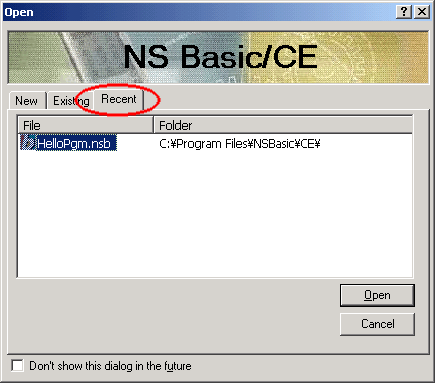 Open
NS Basic/CE
New Existing Recent
File Folder
HelloPgm.nsb C:¥Program Files¥NSBasic¥CE¥
Open
Cancel
Don't show this dialog in the future